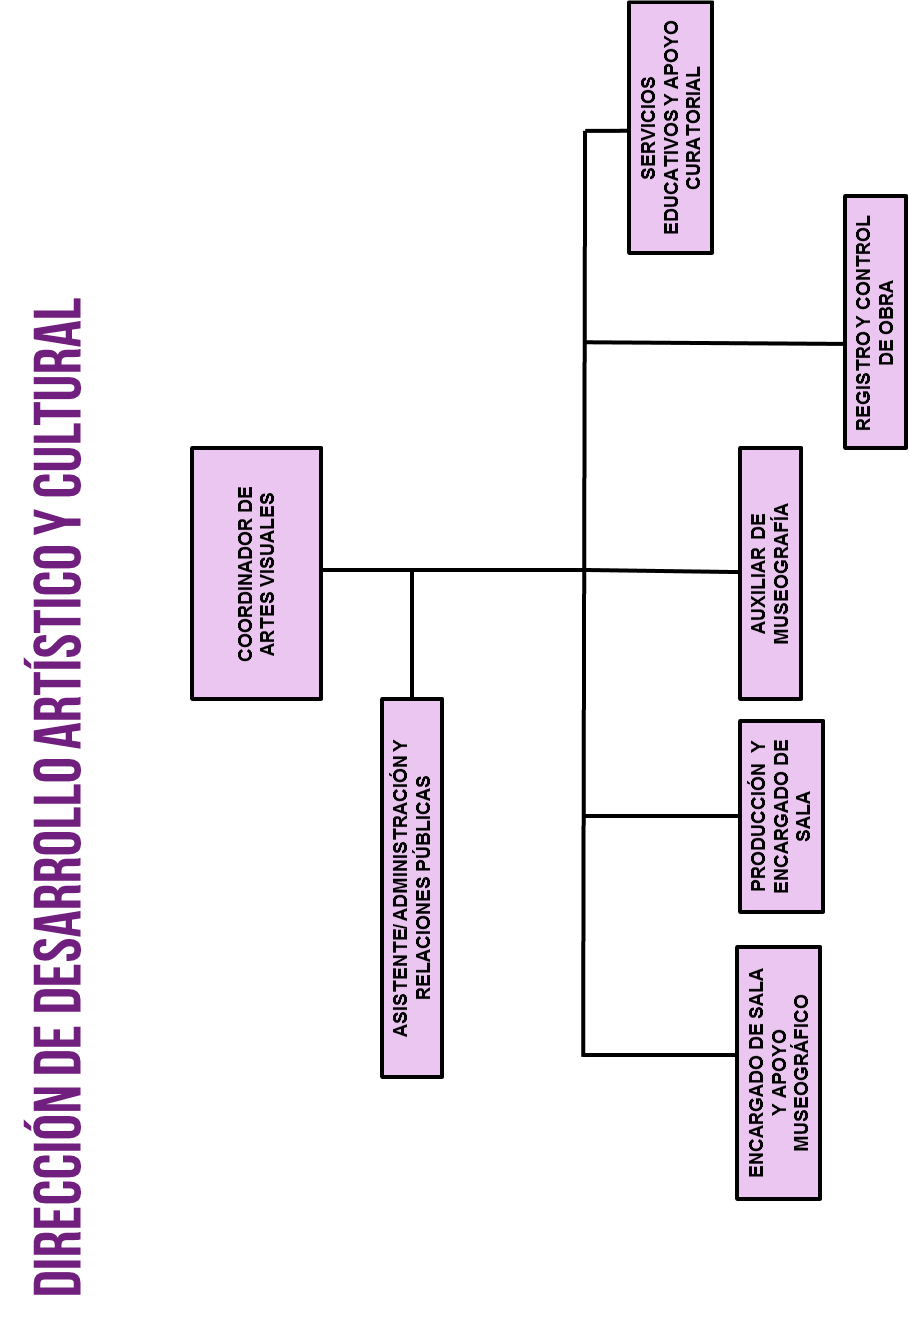 DIRECCIÓN DE DESARROLLO ARTÍSTICO Y CULTURAL
COORDINADOR DE
ARTES VISUALES
ASISTENTE/ADMINISTRACIÓN Y
RELACIONES PÚBLICAS
ENCARGADO DE SALA
Y APOYO
MUSEOGRÁFICO
PRODUCCIÓN Y
ENCARGADO DE
SALA
AUXILIAR DE
MUSEOGRAFÍA
REGISTRO Y CONTROL
DE OBRA
SERVICIOS
EDUCATIVOS Y APOYO
CURATORIAL